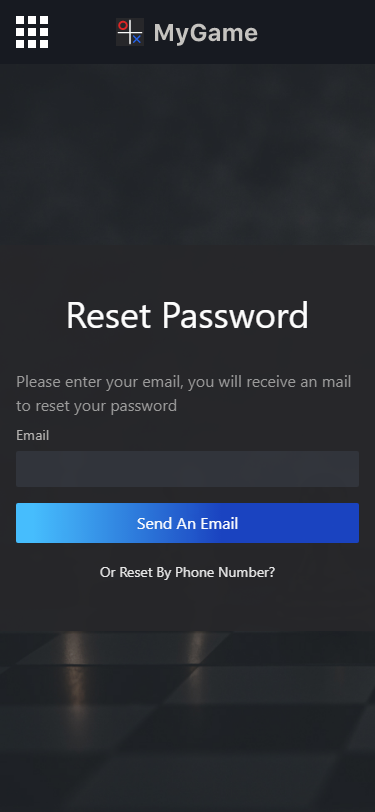 MyGame
Reset Password
Please enter your email, you will receive an mail
to reset your password
Email
Send An Email
Or Reset By Phone Number?